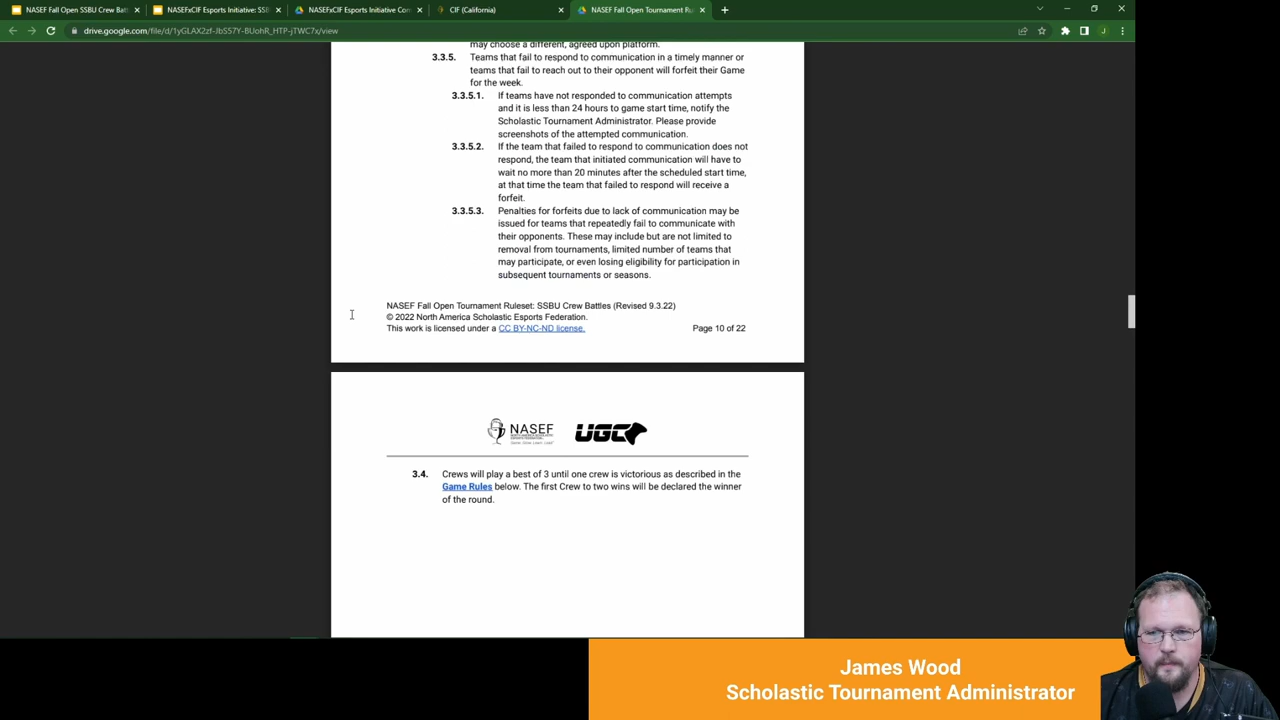 NASEF Fall Open SSBU Crew Batt
NASEFxCIF Esports Initiative: SSB
NASEFxCIF Esports Initiative Com
CIF (California)
NASEF Fall Open Tournament Ru
drive.google.com/file/d/1yGLAX2zf-JbS57Y-BUohR_HTP-jTWC7x/view
may choose a different, agreed upon platform.
3.3.5. Teams that fail to respond to communication in a timely manner or
teams that fail to reach out to their opponent will forfeit their Game
for the week.
3.3.5.1. If teams have not responded to communication attempts
and it is less than 24 hours to game start time, notify the
Scholastic Tournament Administrator. Please provide
screenshots of the attempted communication.
3.3.5.2. If the team that failed to respond to communication does not
respond, the team that initiated communication will have to
wait no more than 20 minutes after the scheduled start time,
at that time the team that failed to respond will receive a
forfeit.
3.3.5.3. Penalties for forfeits due to lack of communication may be
issued for teams that repeatedly fail to communicate with
their opponents. These may include but are not limited to
removal from tournaments, limited number of teams that
may participate, or even losing eligibility for participation in
subsequent tournaments or seasons.
NASEF Fall Open Tournament Ruleset: SSBU Crew Battles (Revised 9.3.22)
© 2022 North America Scholastic Esports Federation.
This work is licensed under a CC BY-NC-ND license. Page 10 of 22
NASEF UGC
3.4. Crews will play a best of 3 until one crew is victorious as described in the
Game Rules below. The first Crew to two wins will be declared the winner
of the round.
James Wood
Scholastic Tournament Administrator